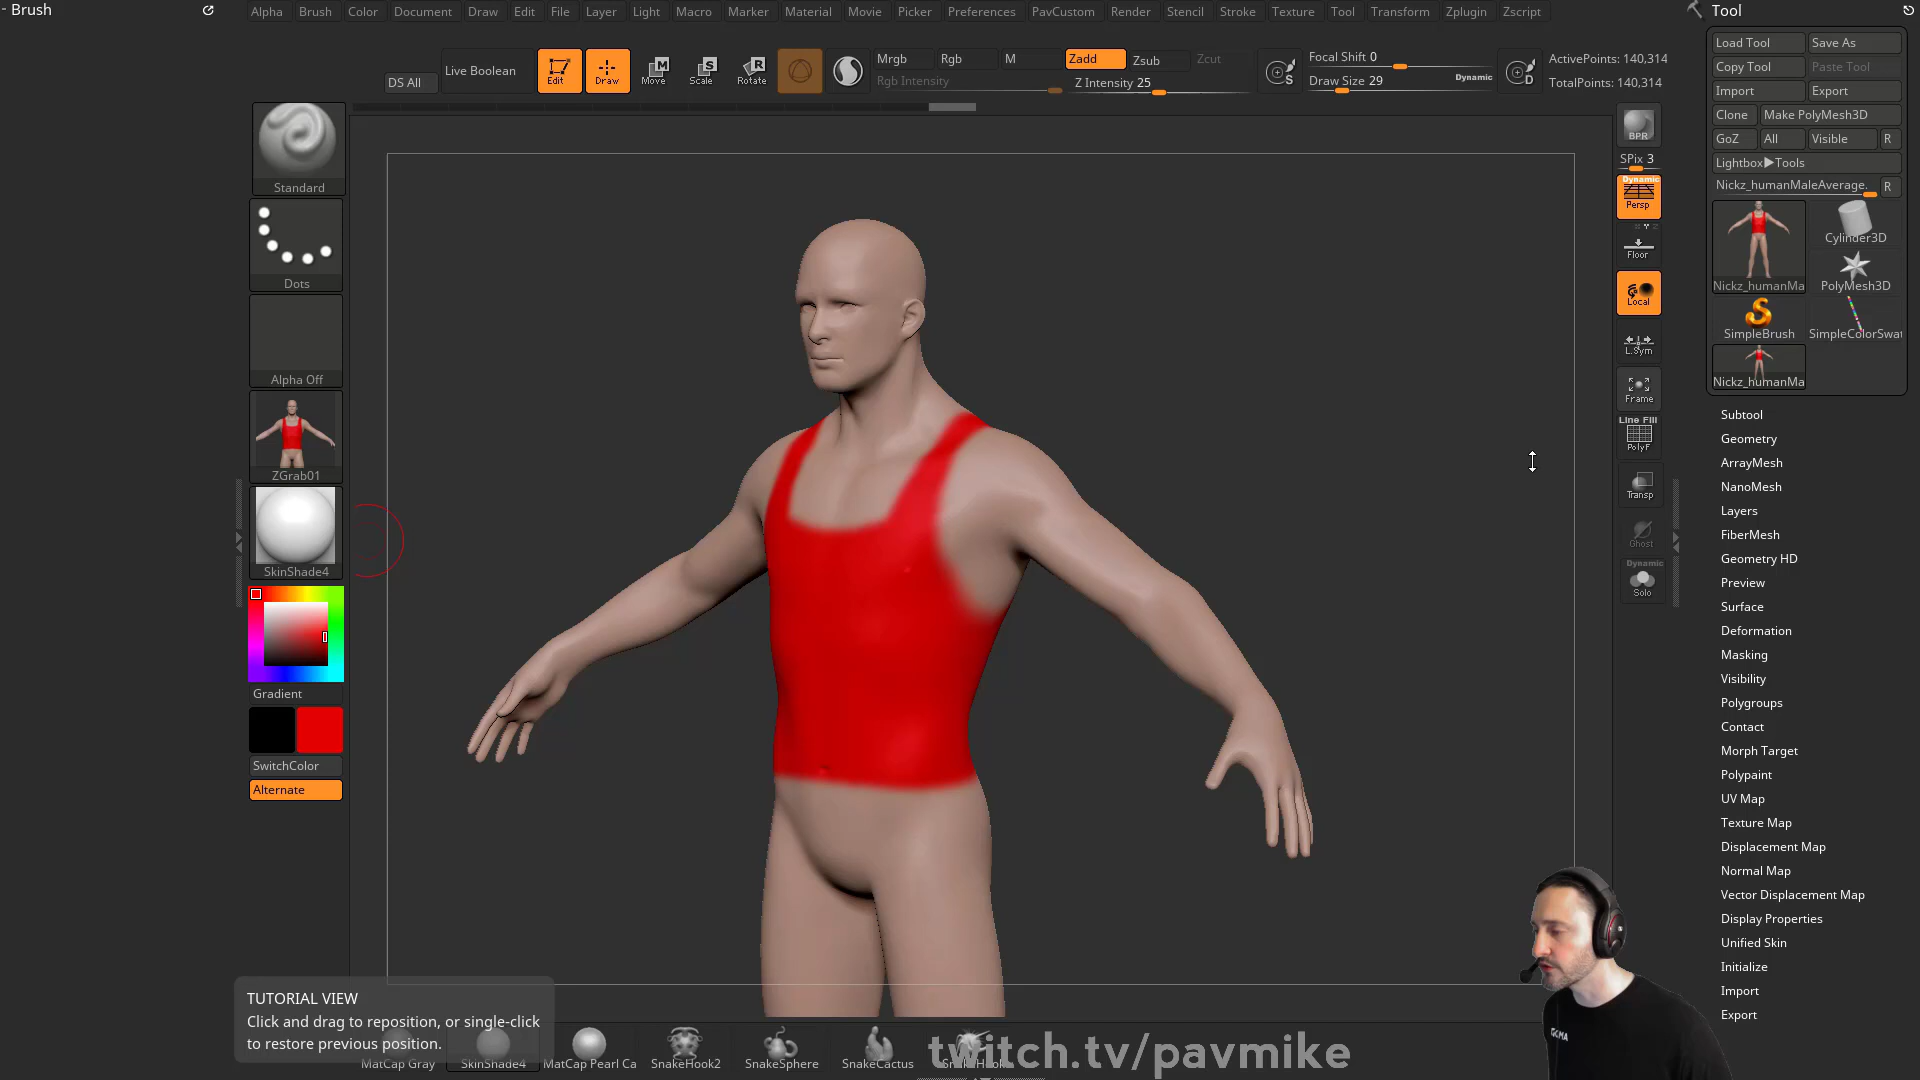 - Brush
Alpha Brush Color Document Draw Edit File Layer Light Macro Marker Material Movie Picker Preferences PavCustom Render Stencil Stroke Texture Tool Transform Zplugin Zscript
Tool
DS All
Live Boolean
Edit
Draw
M
Move
S
Scale
R
Rotate
Mrgb Rgb M Zadd Zsub Zcut
Rgb Intensity
Z Intensity 25
S
Focal Shift 0
Draw Size 29
Dynamic
D
ActivePoints: 140,314
TotalPoints: 140,314
Standard
Dots
Alpha Off
ZGrab01
SkinShade4
Gradient
SwitchColor
Alternate
BPR
SPix 3
Dynamic
Persp
Floor
Local
L.Sym
Frame
Line Fill
PolyF
Transp
Ghost
Dynamic
Solo
Load Tool Save As
Copy Tool Paste Tool
Import Export
Clone Make PolyMesh3D
GoZ All Visible R
Lightbox▶Tools
Nickz_humanMaleAverage. R
Nickz_humanMa
Cylinder3D
PolyMesh3D
SimpleBrush
SimpleColorSwat
Nickz_humanMa
Subtool
Geometry
ArrayMesh
NanoMesh
Layers
FiberMesh
Geometry HD
Preview
Surface
Deformation
Masking
Visibility
Polygroups
Contact
Morph Target
Polypaint
UV Map
Texture Map
Displacement Map
Normal Map
Vector Displacement Map
Display Properties
Unified Skin
Initialize
Import
Export
TUTORIAL VIEW
Click and drag to reposition, or single-click
to restore previous position.
MatCap Gray SkinShade4 MatCap Pearl Ca SnakeHook2 SnakeSphere SnakeCactus
twitch.tv/pavmike